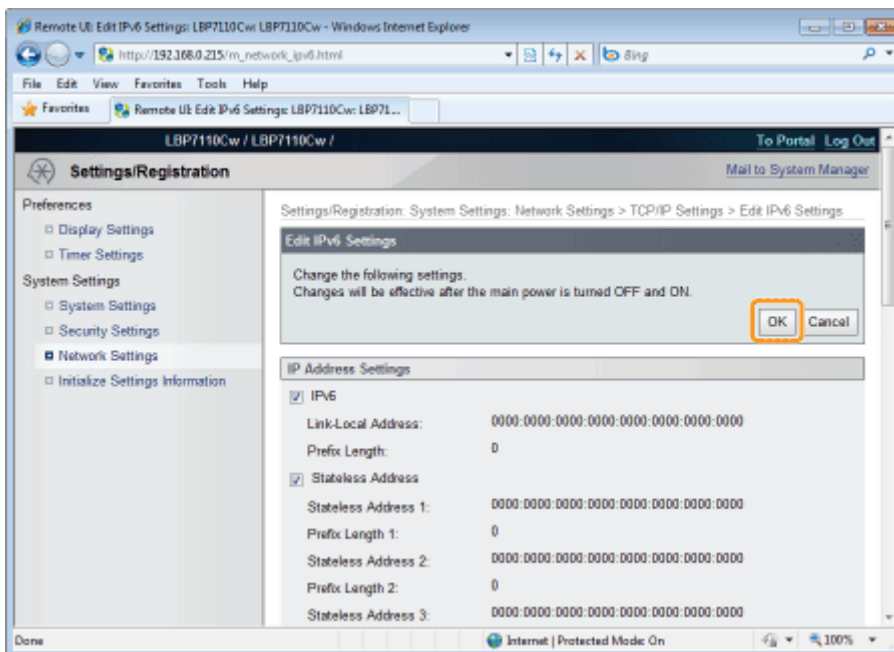 Remote UI: Edit IPv6 Settings: LBP7110Cw: LBP7110Cw - Windows Internet Explorer
http://192.168.0.215/m_network_ipv6.html
Bing
File Edit View Favorites Tools Help
Favorites
Remote UI: Edit IPv6 Settings: LBP7110Cw: LBP71...
LBP7110Cw / LBP7110Cw /
To Portal Log Out
Settings/Registration
Mail to System Manager
Preferences
Display Settings
Timer Settings
System Settings
System Settings
Security Settings
Network Settings
Initialize Settings Information
Settings/Registration: System Settings: Network Settings > TCP/IP Settings > Edit IPv6 Settings
Edit IPv6 Settings
Change the following settings.
Changes will be effective after the main power is turned OFF and ON.
OK Cancel
IP Address Settings
IPv6
Link-Local Address: 0000:0000:0000:0000:0000:0000:0000:0000
Prefix Length: 0
Stateless Address
Stateless Address 1: 0000:0000:0000:0000:0000:0000:0000:0000
Prefix Length 1: 0
Stateless Address 2: 0000:0000:0000:0000:0000:0000:0000:0000
Prefix Length 2: 0
Stateless Address 3: 0000:0000:0000:0000:0000:0000:0000:0000
Done
Internet | Protected Mode: On
100%